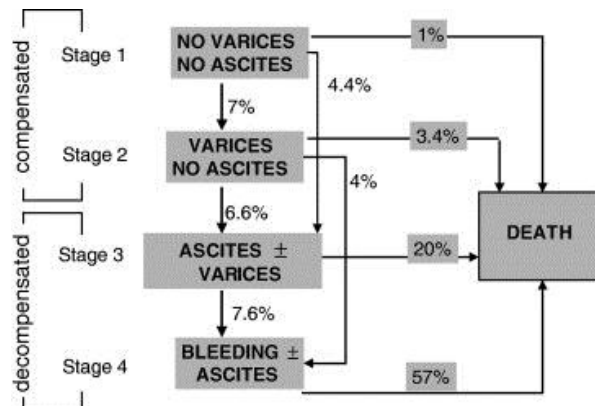 compensated
Stage 1
NO VARICES
NO ASCITES
1%
4.4%
7%
Stage 2
VARICES
NO ASCITES
3.4%
4%
6.6%
decompensated
Stage 3
ASCITES ±
VARICES
20%
DEATH
7.6%
Stage 4
BLEEDING ±
ASCITES
57%